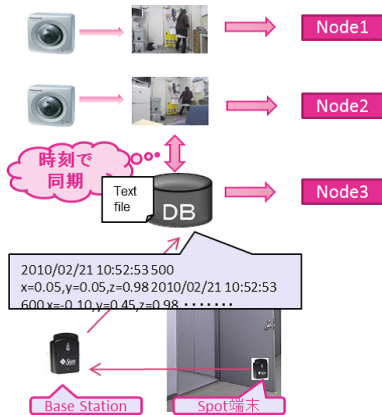 Node1
Node2
時刻で
同期
Text
file
DB
Node3
2010/02/21 10:52:53 500
x=0.05,y=0.05,z=0.98 2010/02/21 10:52:53
600 x=-0.10,y=0.45,z=0.98 ・・・・・・・
Sun
Base Station
Spot端末